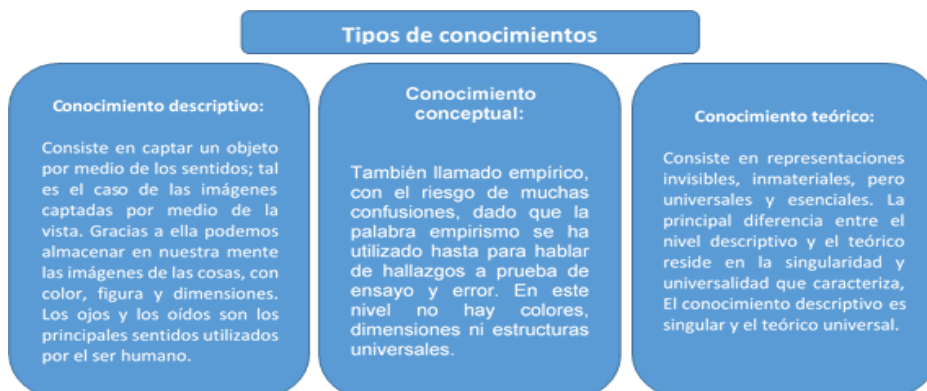 Tipos de conocimientos
Conocimiento descriptivo:
Consiste en captar un objeto
por medio de los sentidos; tal
es el caso de las imágenes
captadas por medio de la
vista. Gracias a ella podemos
almacenar en nuestra mente
las imágenes de las cosas, con
color, figura y dimensiones.
Los ojos y los oídos son los
principales sentidos utilizados
por el ser humano.
Conocimiento
conceptual:
También llamado empírico,
con el riesgo de muchas
confusiones, dado que la
palabra empirismo se ha
utilizado hasta para hablar
de hallazgos a prueba de
ensayo y error. En este
nivel no hay colores,
dimensiones ni estructuras
universales.
Conocimiento teórico:
Consiste en representaciones
invisibles, inmateriales, pero
universales y esenciales. La
principal diferencia entre el
nivel descriptivo y el teórico
reside en la singularidad y
universalidad que caracteriza,
El conocimiento descriptivo es
singular y el teórico universal.